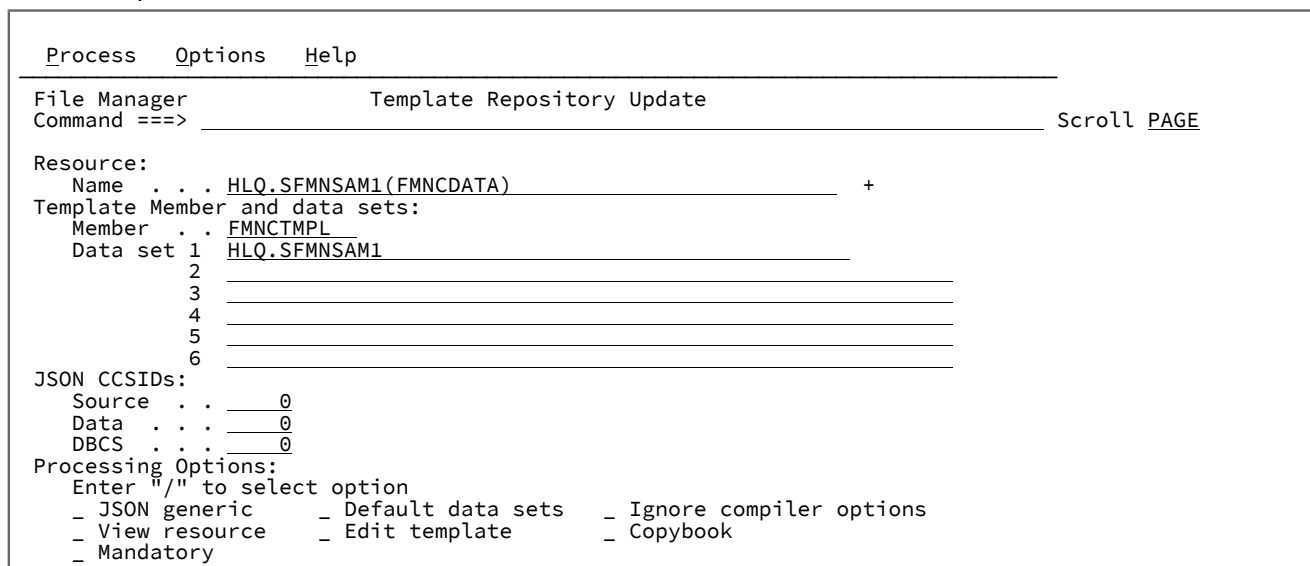 Process Options Help
File Manager Template Repository Update
Command ===> Scroll PAGE
Resource:
Name . . . HLQ.SFMNSAM1(FMNCDATA) +
Template Member and data sets:
Member . . FMNCTMPL
Data set 1 HLQ.SFMNSAM1
2
3
4
5
6
JSON CCSIDs:
Source . . 0
Data . . . 0
DBCS . . . 0
Processing Options:
Enter "/" to select option
_ JSON generic _ Default data sets _ Ignore compiler options
_ View resource _ Edit template _ Copybook
_ Mandatory